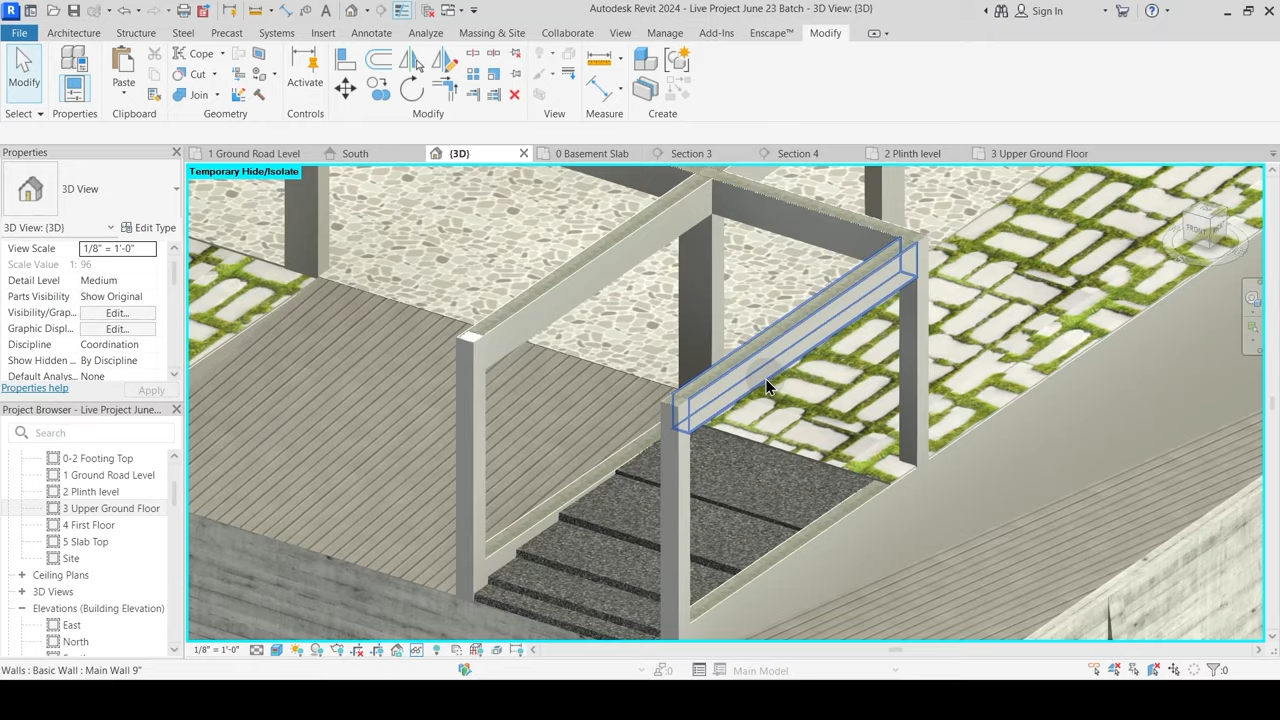 Autodesk Revit 2024 - Live Project June 23 Batch - 3D View: {3D}
Sign In
File Architecture Structure Steel Precast Systems Insert Annotate Analyze Massing & Site Collaborate View Manage Add-Ins Enscape™ Modify
Modify Paste Cope Cut Join Activate
Select Properties Clipboard Geometry Controls Modify View Measure Create
Properties
1 Ground Road Level South {3D} 0 Basement Slab Section 3 Section 4 2 Plinth level 3 Upper Ground Floor
Temporary Hide/Isolate
3D View
3D View: {3D} Edit Type
View Scale 1/8" = 1'-0"
Scale Value 1: 96
Detail Level Medium
Parts Visibility Show Original
Visibility/Grap... Edit...
Graphic Displ... Edit...
Discipline Coordination
Show Hidden ... By Discipline
Default Analys... None
Properties help Apply
Project Browser - Live Project June...
Search
0-2 Footing Top
1 Ground Road Level
2 Plinth level
3 Upper Ground Floor
4 First Floor
5 Slab Top
Site
Ceiling Plans
3D Views
Elevations (Building Elevation)
East
North
FRONT
1/8" = 1'-0"
Walls : Basic Wall : Main Wall 9"
:0
Main Model
:0